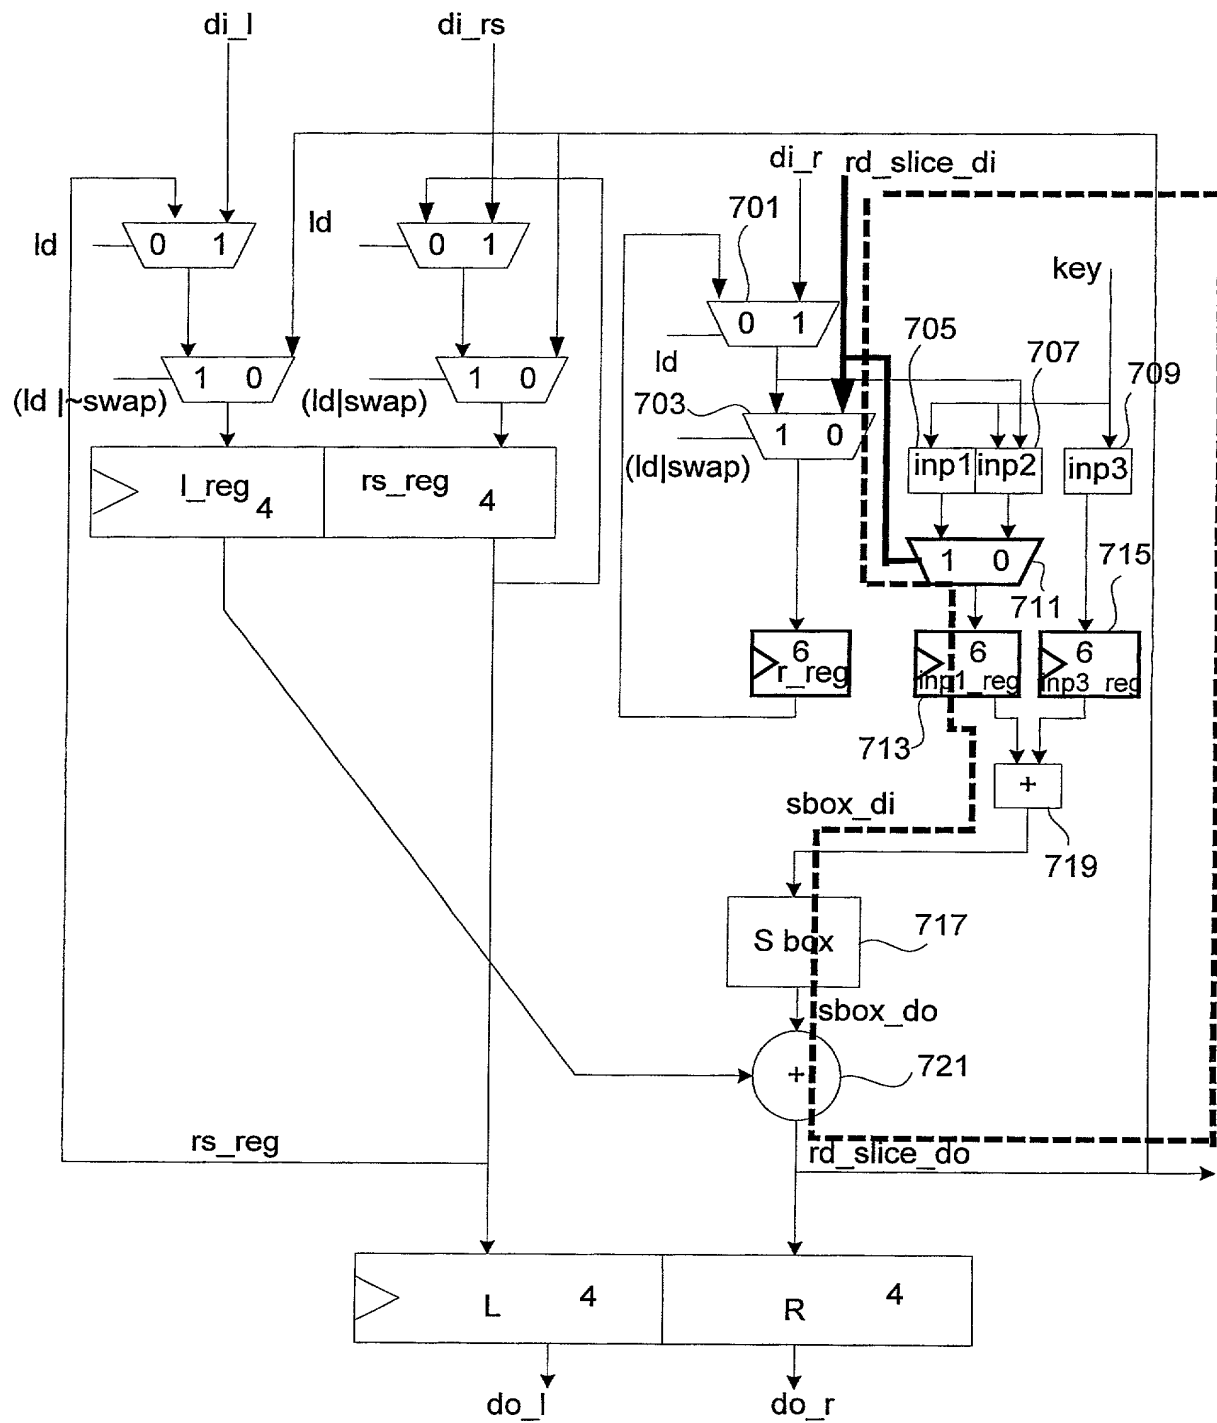 di_l di_rs
di_r rd_slice_di
701
ld 0 1 ld 0 1 key
0 1 705 707 709
ld
1 0 1 0 703
(ld |~swap) (ld|swap) 1 0
(ld|swap) inp1 inp2 inp3
l_reg 4 rs_reg 4
1 0 711 715
6 r_reg 6 inp1_reg 6 inp3_reg
713
+
sbox_di
719
S box 717
sbox_do
+ 721
rs_reg rd_slice_do
L 4 R 4
do_l do_r